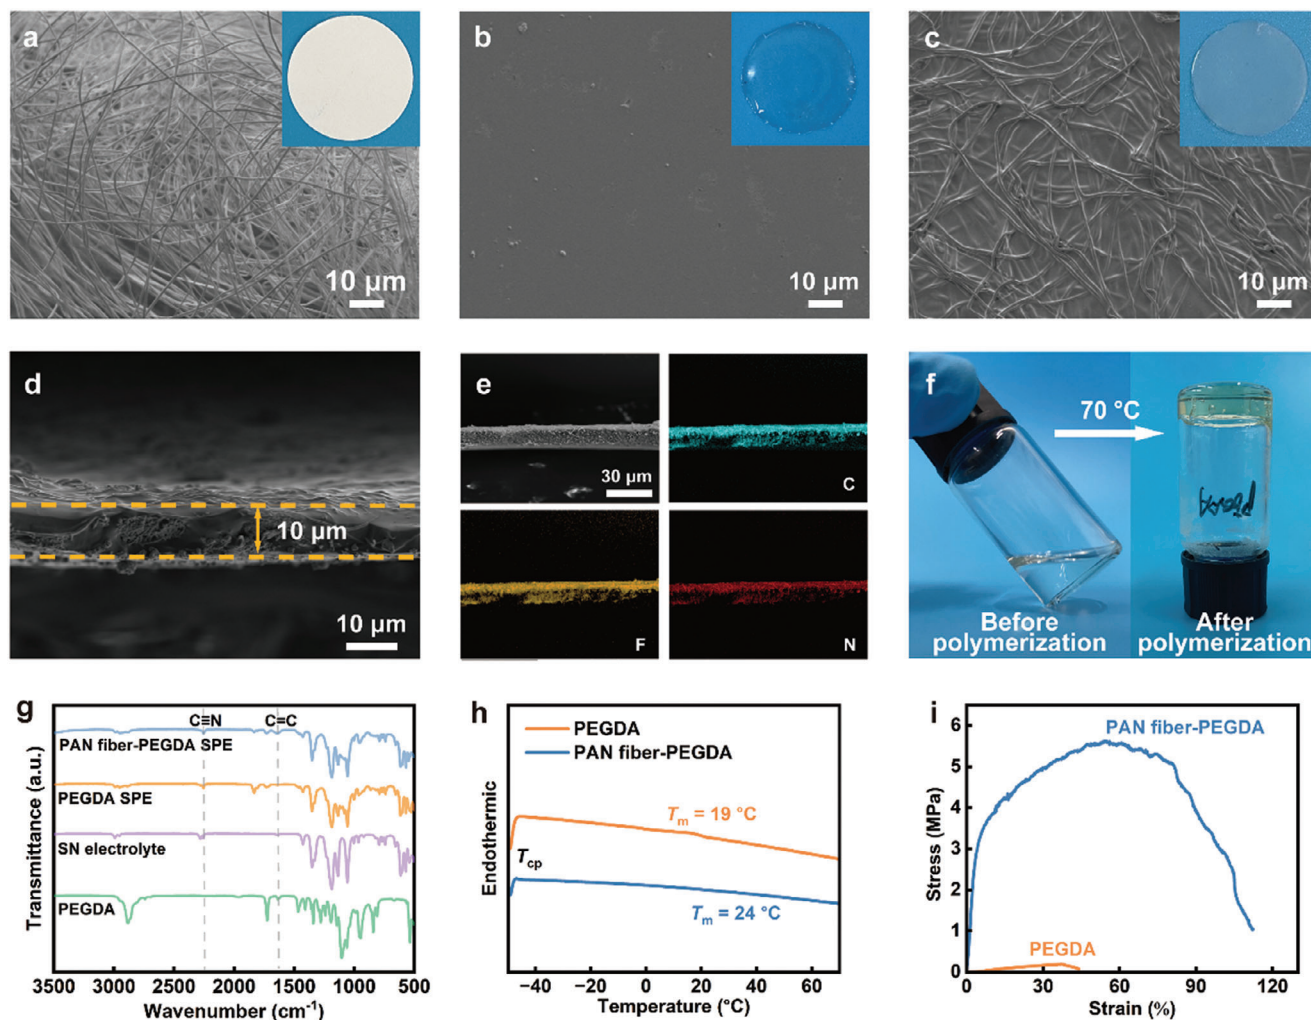 a
10 µm
b
10 µm
c
10 µm
d
10 µm
10 µm
e
30 µm
C
F
N
f
70 °C
Before
polymerization
After
polymerization
g
C≡N
C=C
PAN fiber-PEGDA SPE
PEGDA SPE
SN electrolyte
PEGDA
Transmittance (a.u.)
3500 3000 2500 2000 1500 1000 500
Wavenumber (cm⁻¹)
h
PEGDA
PAN fiber-PEGDA
Tm = 19 °C
Tcp
Tm = 24 °C
Endothermic
−40 −20 0 20 40 60
Temperature (°C)
i
PAN fiber-PEGDA
PEGDA
Stress (MPa)
6
5
4
3
2
1
0
0 30 60 90 120
Strain (%)